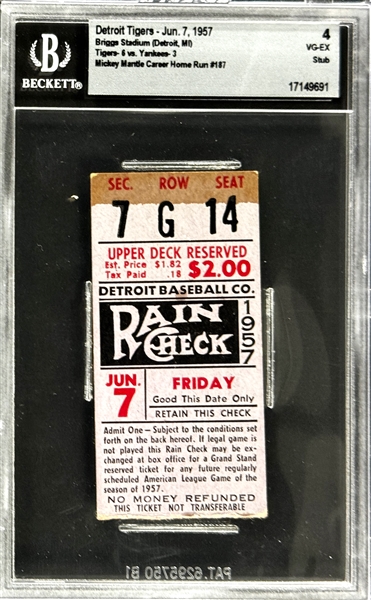 B
BECKETT®
Detroit Tigers - Jun. 7, 1957
Briggs Stadium (Detroit, MI)
Tigers- 6 vs. Yankees- 3
Mickey Mantle Career Home Run #187
4
VG-EX
Stub
17149691
SEC. ROW SEAT
7 G 14
UPPER DECK RESERVED
Est. Price $1.82
Tax Paid .18
$2.00
DETROIT BASEBALL CO.
RAIN
CHECK
1957
JUN.
7
FRIDAY
Good This Date Only
RETAIN THIS CHECK
Admit One — Subject to the conditions set
forth on the back hereof. If legal game is
not played this Rain Check may be ex-
changed at box office for a Grand Stand
reserved ticket for any future regularly
scheduled American League Game of the
season of 1957.
NO MONEY REFUNDED
THIS TICKET NOT TRANSFERABLE
PAT.6295750 B1